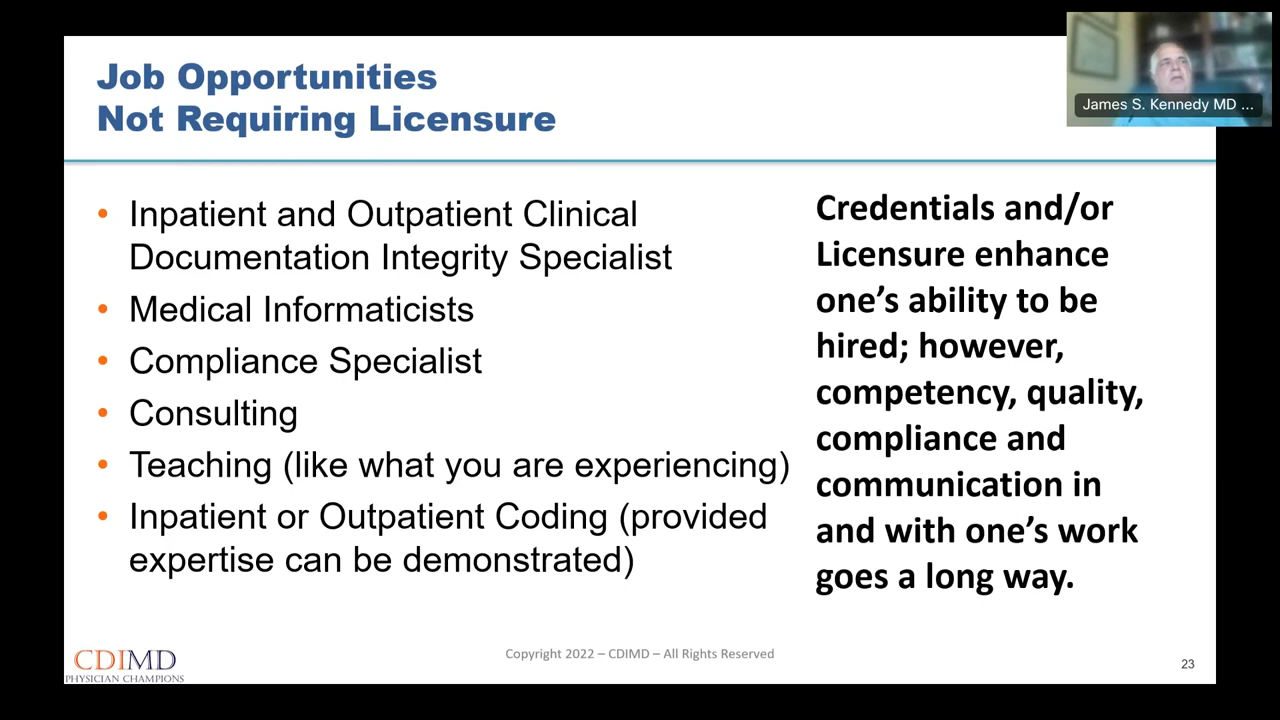 Job Opportunities
Not Requiring Licensure
James S. Kennedy MD ...
• Inpatient and Outpatient Clinical
Documentation Integrity Specialist
• Medical Informaticists
• Compliance Specialist
• Consulting
• Teaching (like what you are experiencing)
• Inpatient or Outpatient Coding (provided
expertise can be demonstrated)
Credentials and/or
Licensure enhance
one’s ability to be
hired; however,
competency, quality,
compliance and
communication in
and with one’s work
goes a long way.
CDIMD
PHYSICIAN CHAMPIONS
Copyright 2022 – CDIMD – All Rights Reserved
23